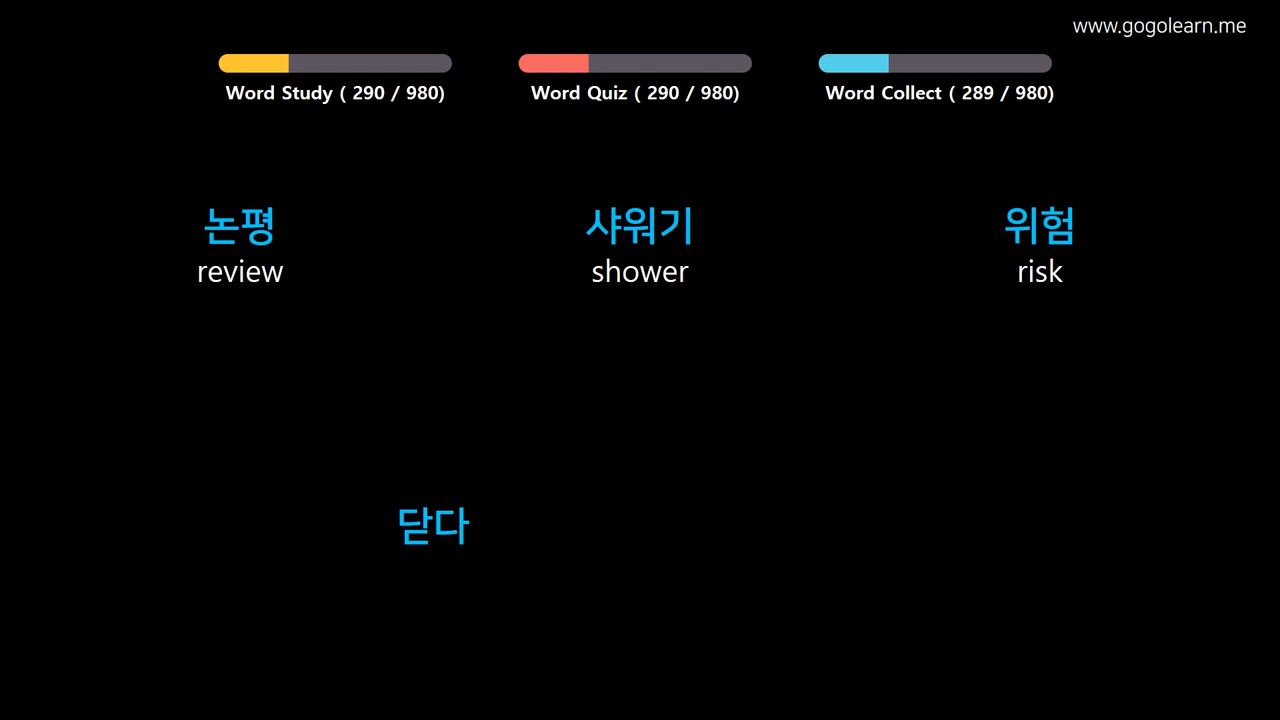 www.gogolearn.me
Word Study ( 290 / 980)
Word Quiz ( 290 / 980)
Word Collect ( 289 / 980)
논평
review
샤워기
shower
위험
risk
닫다